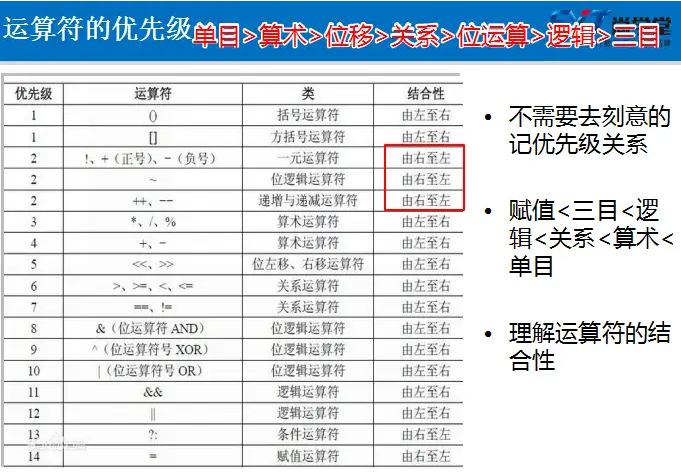 运算符的优先级
单目>算术>位移>关系>位运算>逻辑>三目
优先级 运算符 类 结合性
1 () 括号运算符 由左至右
1 [] 方括号运算符 由左至右
2 !、+(正号)、-(负号) 一元运算符 由右至左
2 ~ 位逻辑运算符 由右至左
2 ++、-- 递增与递减运算符 由右至左
3 *、/、% 算术运算符 由左至右
4 +、- 算术运算符 由左至右
5 <<、>> 位左移、右移运算符 由左至右
6 >、>=、<、<= 关系运算符 由左至右
7 ==、!= 关系运算符 由左至右
8 &(位运算符 AND) 位逻辑运算符 由左至右
9 ^(位运算符号 XOR) 位逻辑运算符 由左至右
10 |(位运算符号 OR) 位逻辑运算符 由左至右
11 && 逻辑运算符 由左至右
12 || 逻辑运算符 由左至右
13 ?: 条件运算符 由右至左
14 = 赋值运算符 由右至左
• 不需要去刻意的
记优先级关系
• 赋值<三目<逻
辑<关系<算术<
单目
• 理解运算符的结
合性